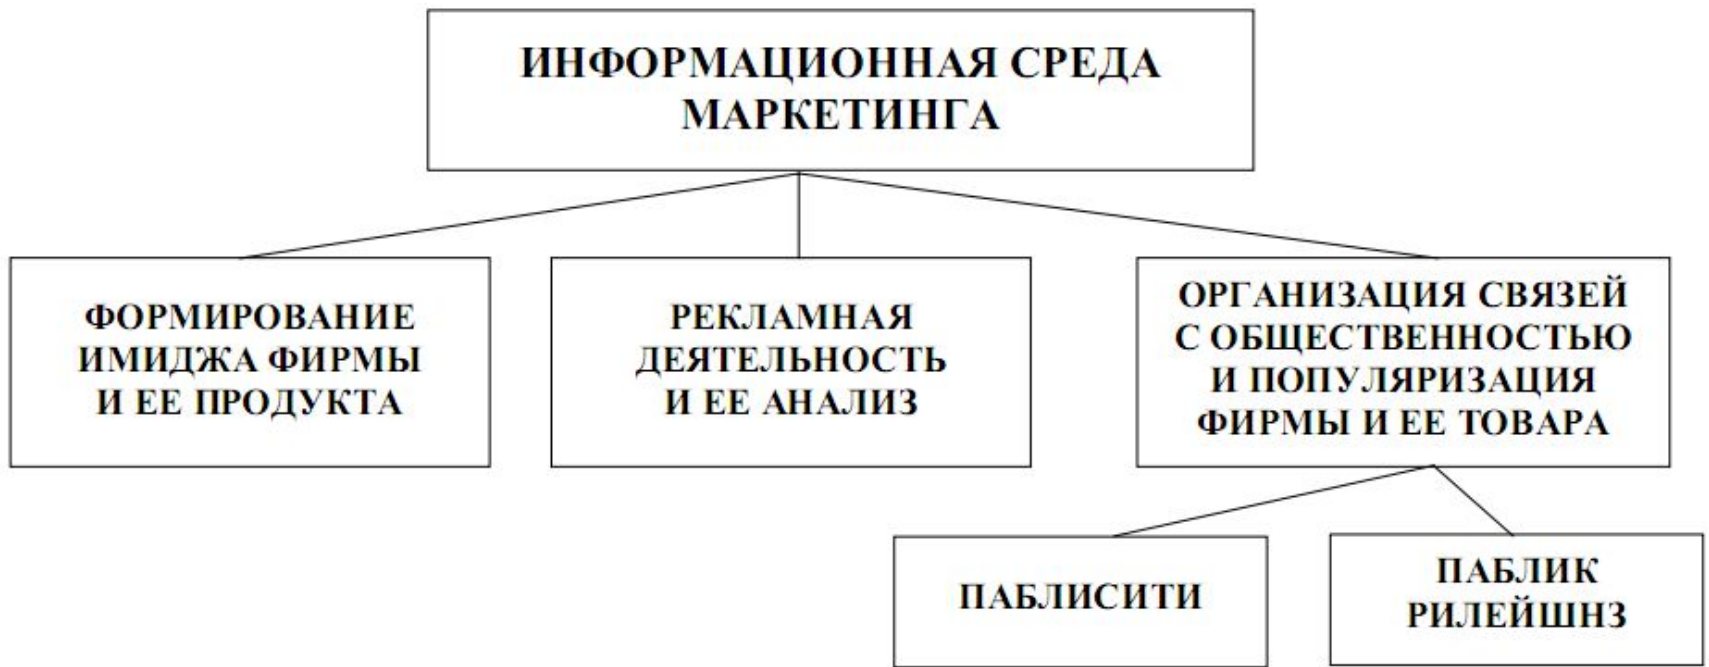 ИНФОРМАЦИОННАЯ СРЕДА
МАРКЕТИНГА
ФОРМИРОВАНИЕ
ИМИДЖА ФИРМЫ
И ЕЕ ПРОДУКТА
РЕКЛАМНАЯ
ДЕЯТЕЛЬНОСТЬ
И ЕЕ АНАЛИЗ
ОРГАНИЗАЦИЯ СВЯЗЕЙ
С ОБЩЕСТВЕННОСТЬЮ
И ПОПУЛЯРИЗАЦИЯ
ФИРМЫ И ЕЕ ТОВАРА
ПАБЛИСИТИ
ПАБЛИК
РИЛЕЙШНЗ